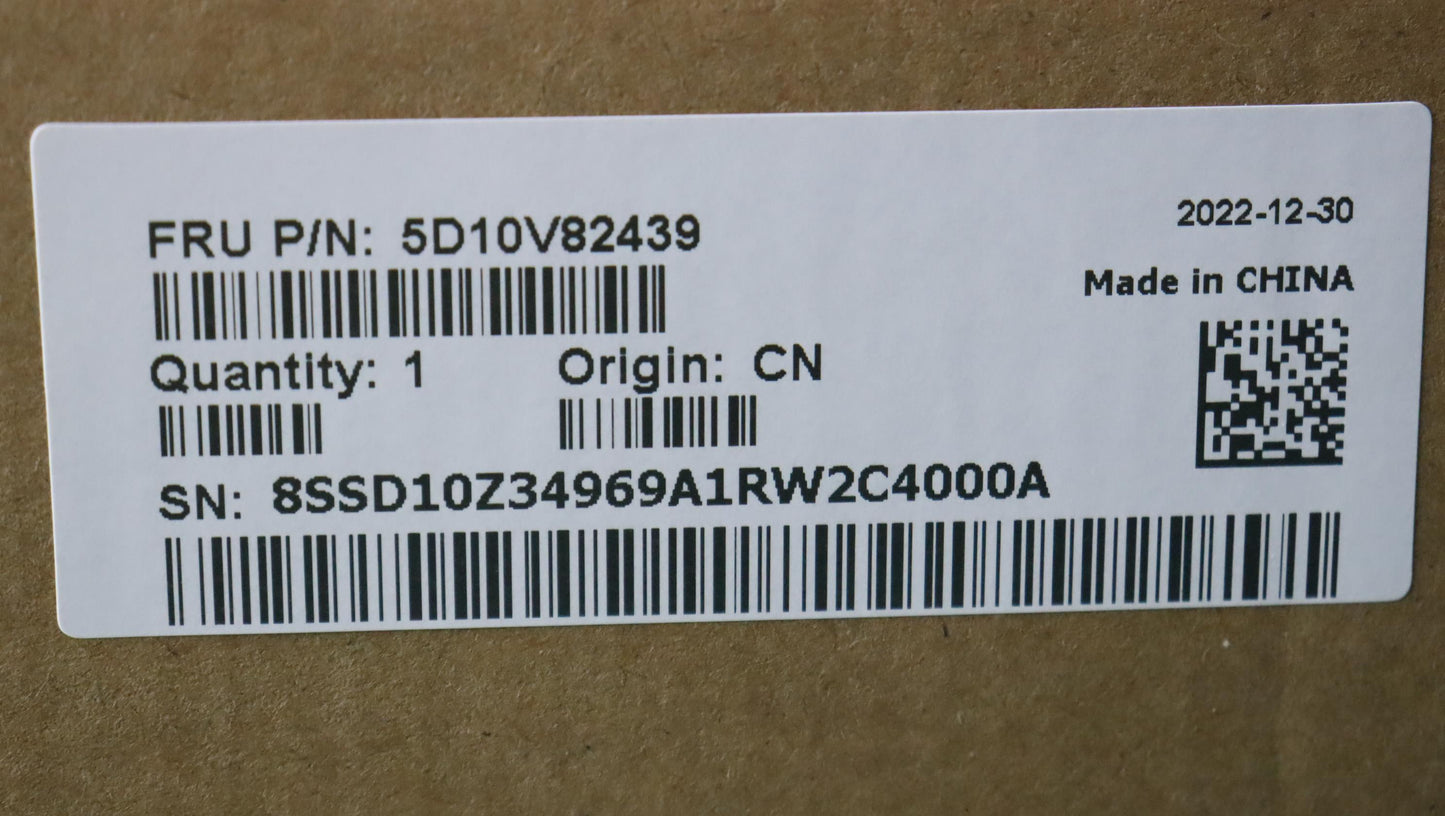 2022-12-30
FRU P/N: 5D10V82439
Made in CHINA
Quantity: 1 Origin: CN
SN: 8SSD10Z34969A1RW2C4000A